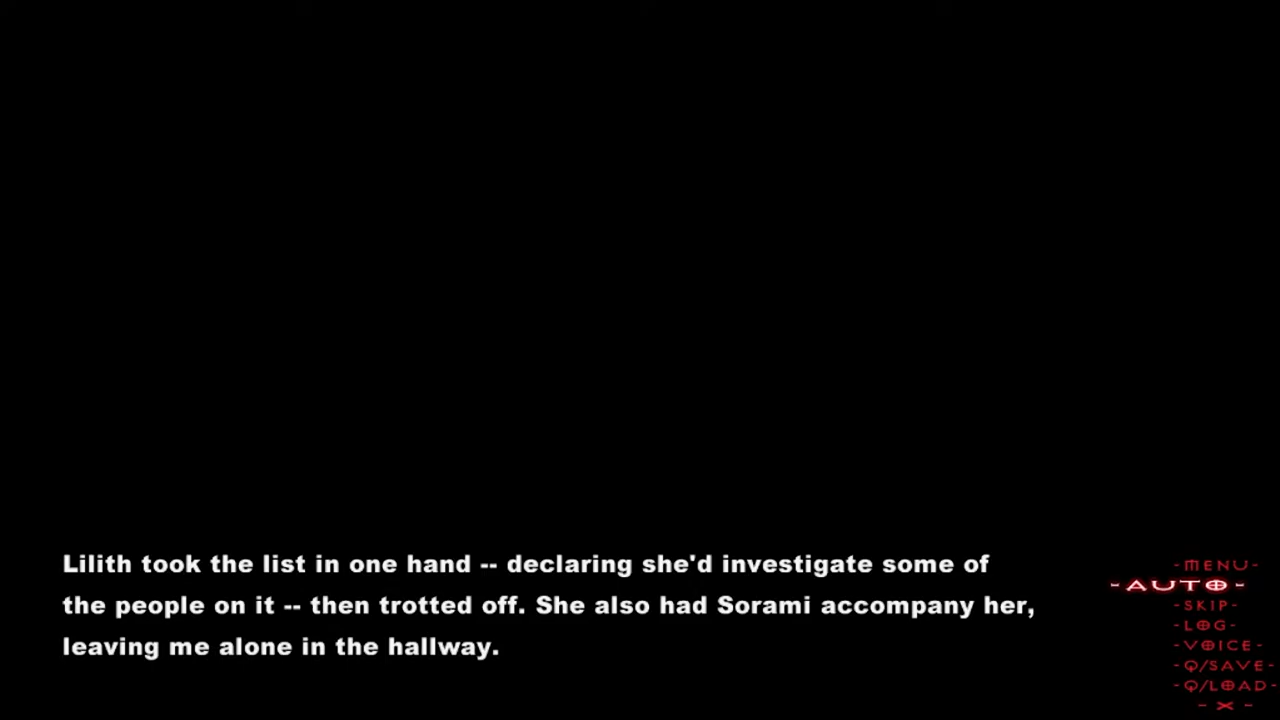 Lilith took the list in one hand -- declaring she'd investigate some of
the people on it -- then trotted off. She also had Sorami accompany her,
leaving me alone in the hallway.
-MENU-
-AUTO-
-SKIP-
-LOG-
-VOICE-
-Q/SAVE-
-Q/LOAD-
-X-